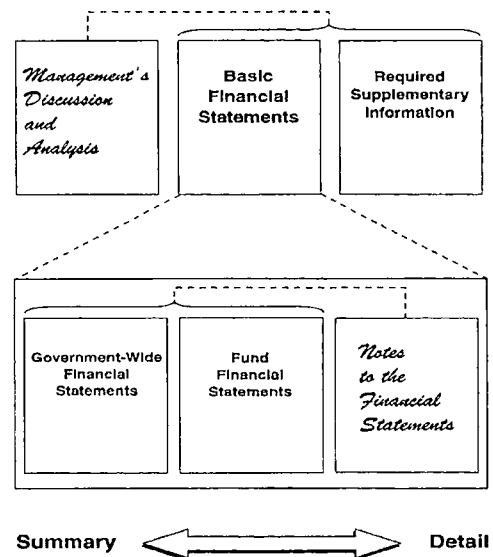 Management's
Discussion
and
Analysis
Basic
Financial
Statements
Required
Supplementary
Information
Government-Wide
Financial
Statements
Fund
Financial
Statements
Notes
to the
Financial
Statements
Summary
Detail